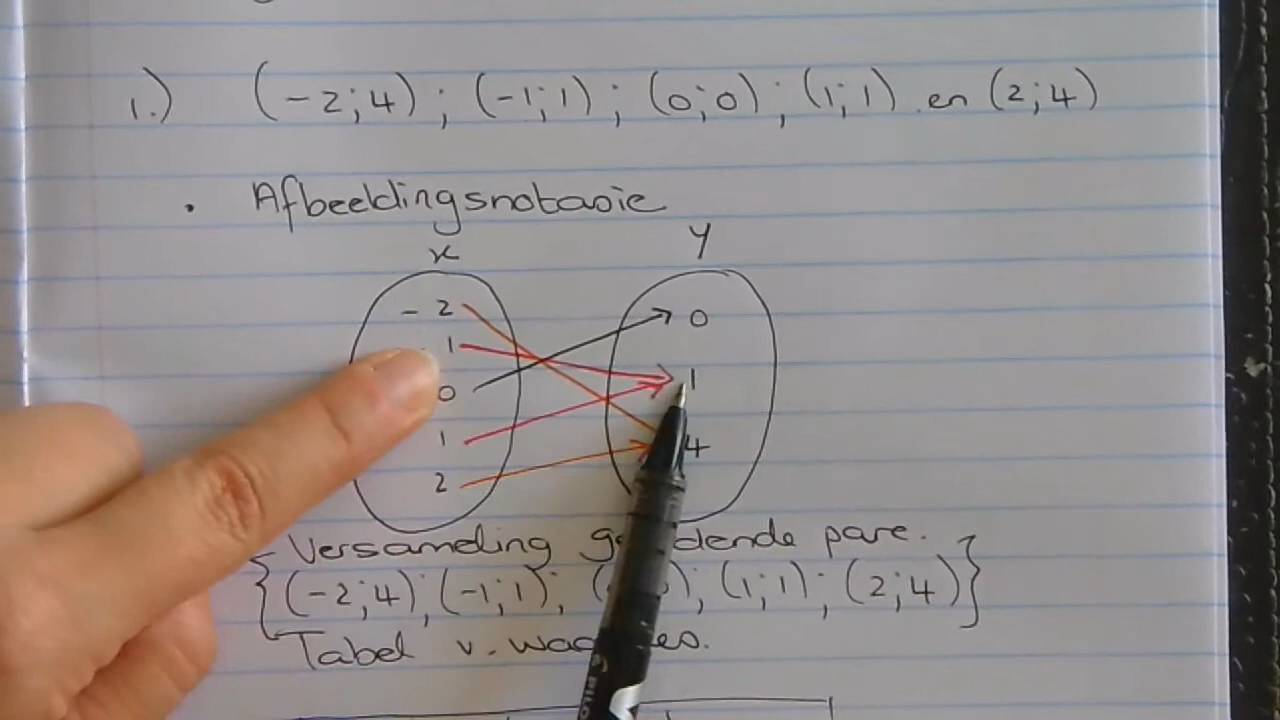 1.) (-2;4) ; (-1;1) ; (0;0) ; (1;1) en (2;4)
. Afbeeldingsnotasie
x y
- 2 0
1 1
0 4
1
2
Versameling pare.
{(-2;4);(-1;1); ;(1;1);(2;4)}
Tabel v.